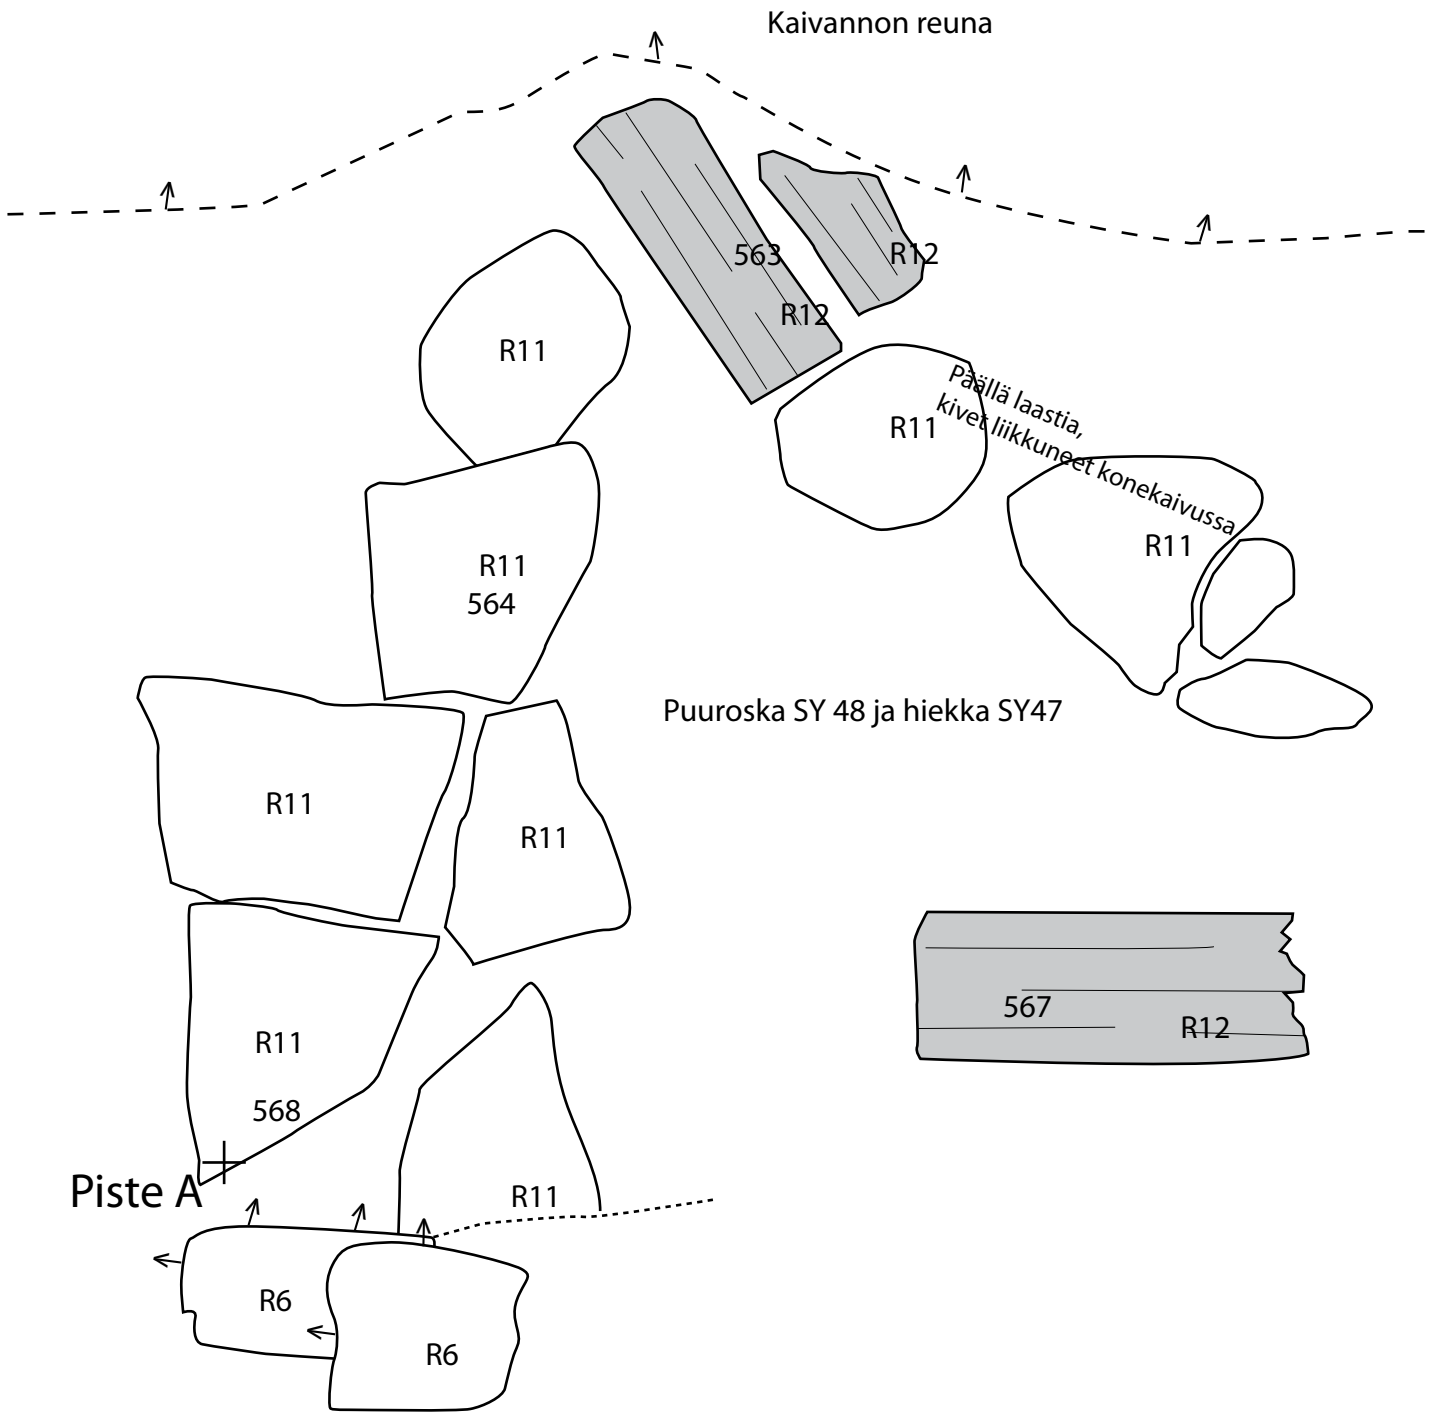 Kaivannon reuna
563
R12
R12
R11
R11
Päällä laastia,
kivet liikkuneet konekaivussa
R11
R11
564
Puuroska SY 48 ja hiekka SY47
R11
R11
567
R12
R11
568
Piste A
R11
R6
R6